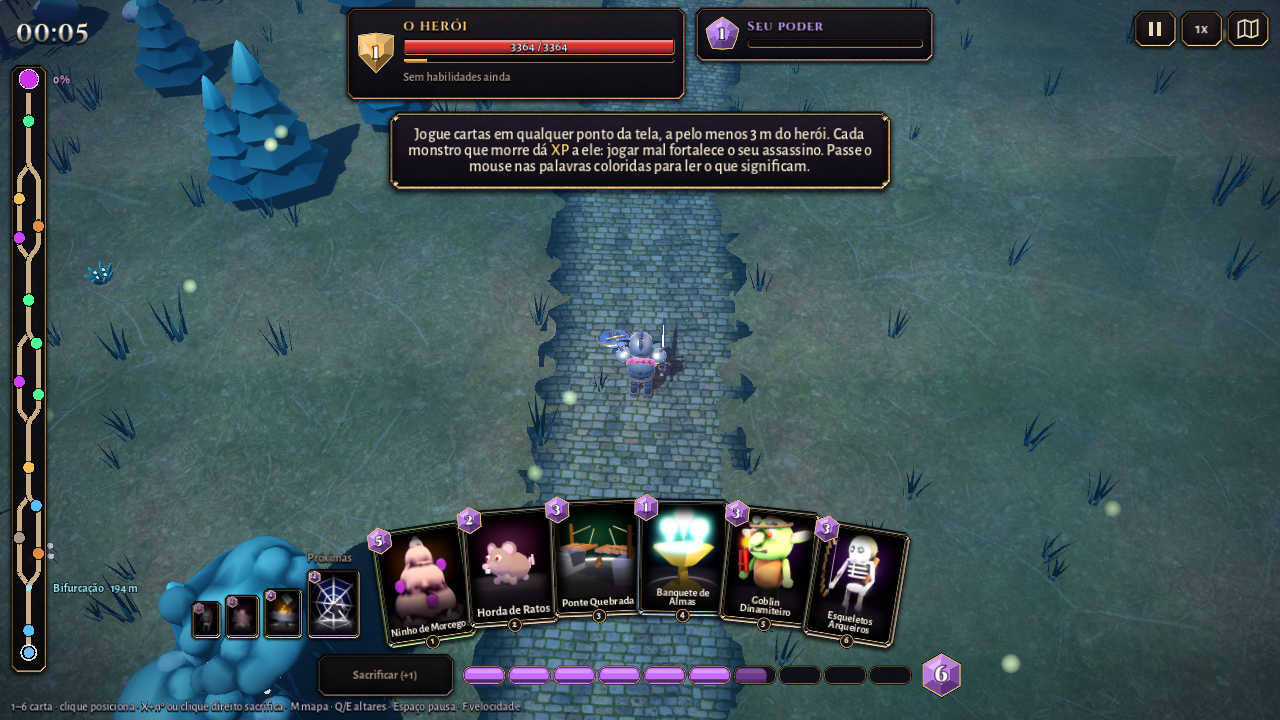 00:05
O HERÓI
1
3364 / 3364
Sem habilidades ainda
1
SEU PODER
1x
0%
Jogue cartas em qualquer ponto da tela, a pelo menos 3 m do herói. Cada
monstro que morre dá XP a ele: jogar mal fortalece o seu assassino. Passe o
mouse nas palavras coloridas para ler o que significam.
Bifurcação · 194 m
Próximas
5
Ninho de Morcego
1
2
Horda de Ratos
2
3
Ponte Quebrada
3
1
Banquete de
Almas
4
3
Goblin
Dinamiteiro
5
3
Esqueletos
Arqueiros
6
Sacrificar (+1)
6
1–6 carta · clique posiciona · X+nº ou clique direito sacrifica · M mapa · Q/E altares · Espaço pausa · F velocidade